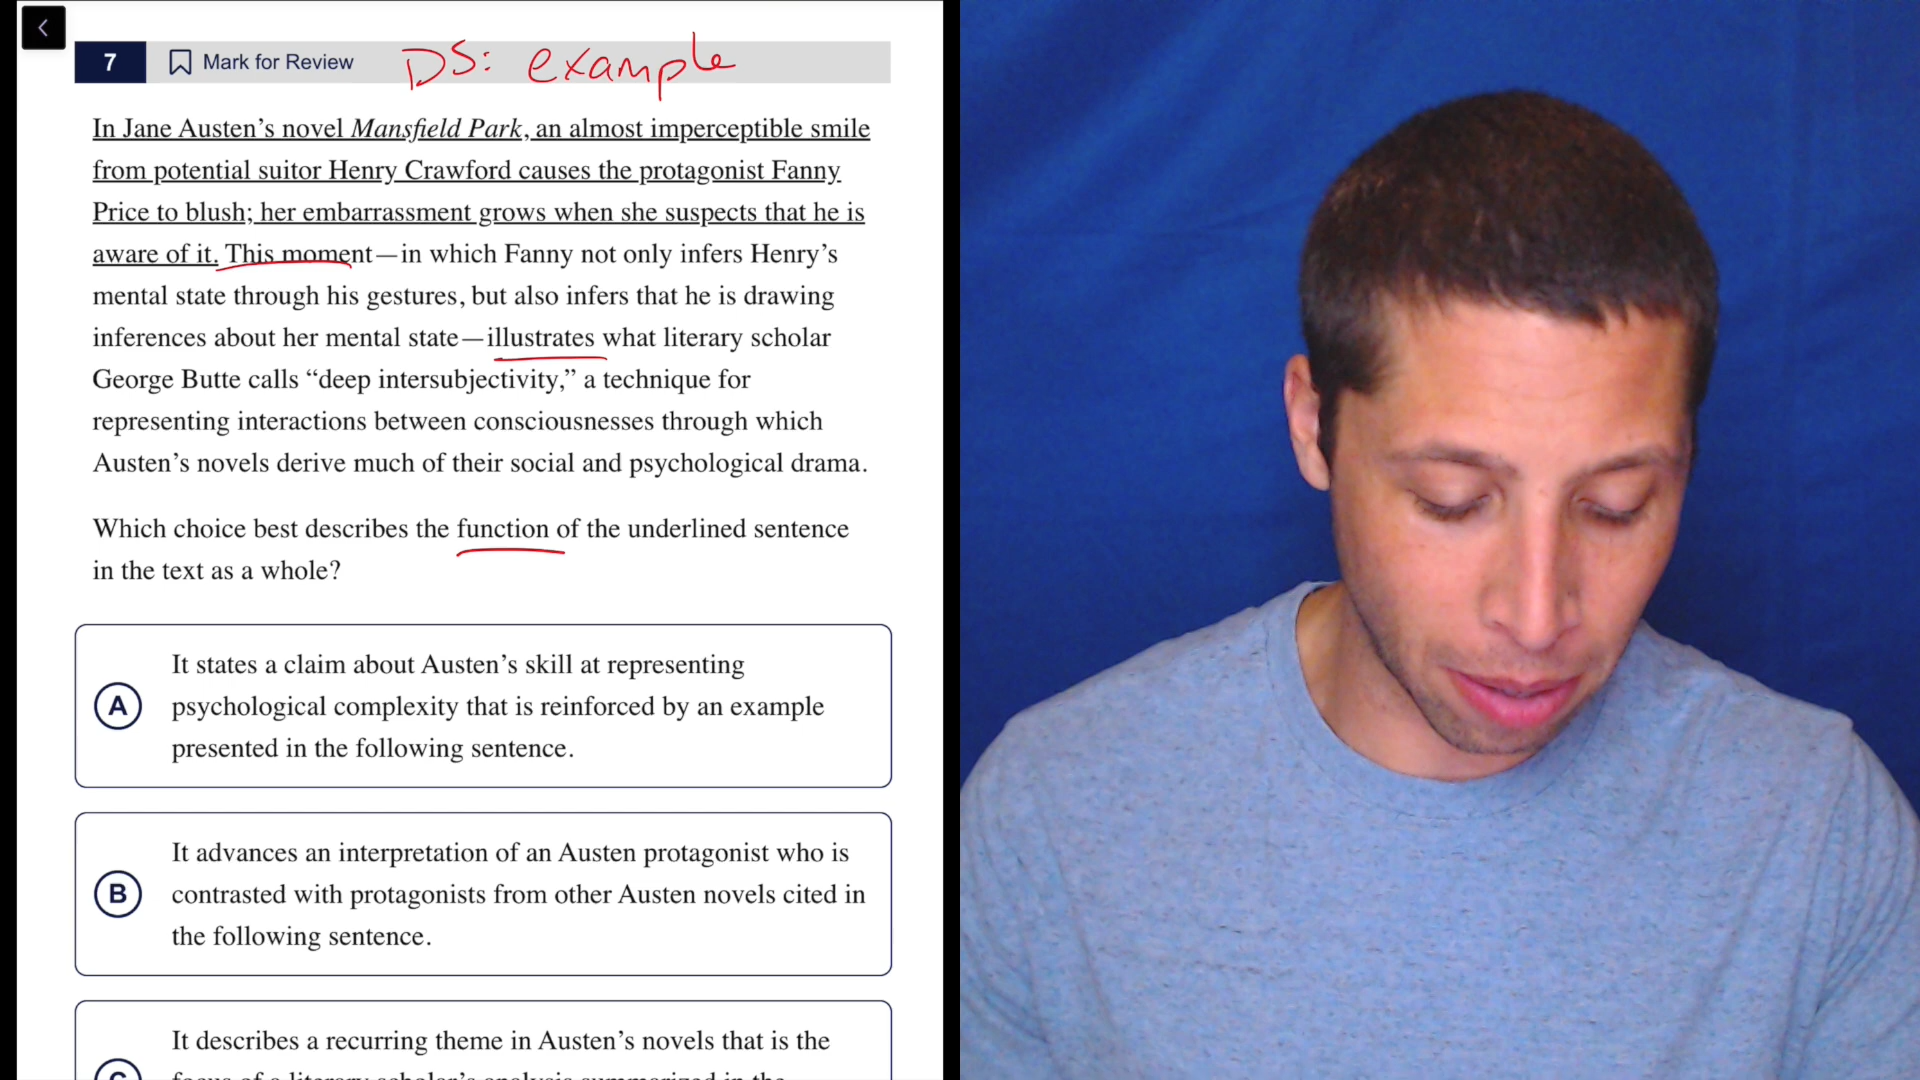 7 Mark for Review DS: example
In Jane Austen’s novel Mansfield Park, an almost imperceptible smile
from potential suitor Henry Crawford causes the protagonist Fanny
Price to blush; her embarrassment grows when she suspects that he is
aware of it. This moment—in which Fanny not only infers Henry’s
mental state through his gestures, but also infers that he is drawing
inferences about her mental state—illustrates what literary scholar
George Butte calls “deep intersubjectivity,” a technique for
representing interactions between consciousnesses through which
Austen’s novels derive much of their social and psychological drama.
Which choice best describes the function of the underlined sentence
in the text as a whole?
It states a claim about Austen’s skill at representing
A psychological complexity that is reinforced by an example
presented in the following sentence.
It advances an interpretation of an Austen protagonist who is
B contrasted with protagonists from other Austen novels cited in
the following sentence.
It describes a recurring theme in Austen’s novels that is the
C focus of a literary scholar’s analysis summarized in the